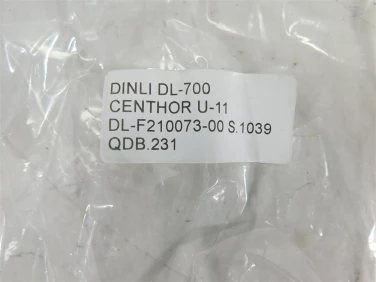 DINLI DL-700
CENTHOR U-11
DL-F210073-00 S.1039
QDB.231